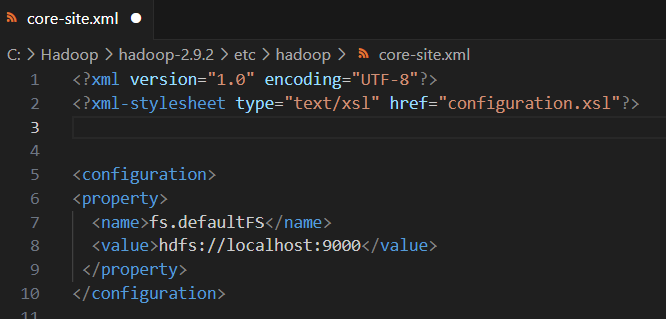 core-site.xml
C: > Hadoop > hadoop-2.9.2 > etc > hadoop > core-site.xml
1 <?xml version="1.0" encoding="UTF-8"?>
2 <?xml-stylesheet type="text/xsl" href="configuration.xsl"?>
3
4
5 <configuration>
6 <property>
7 <name>fs.defaultFS</name>
8 <value>hdfs://localhost:9000</value>
9 </property>
10 </configuration>
11